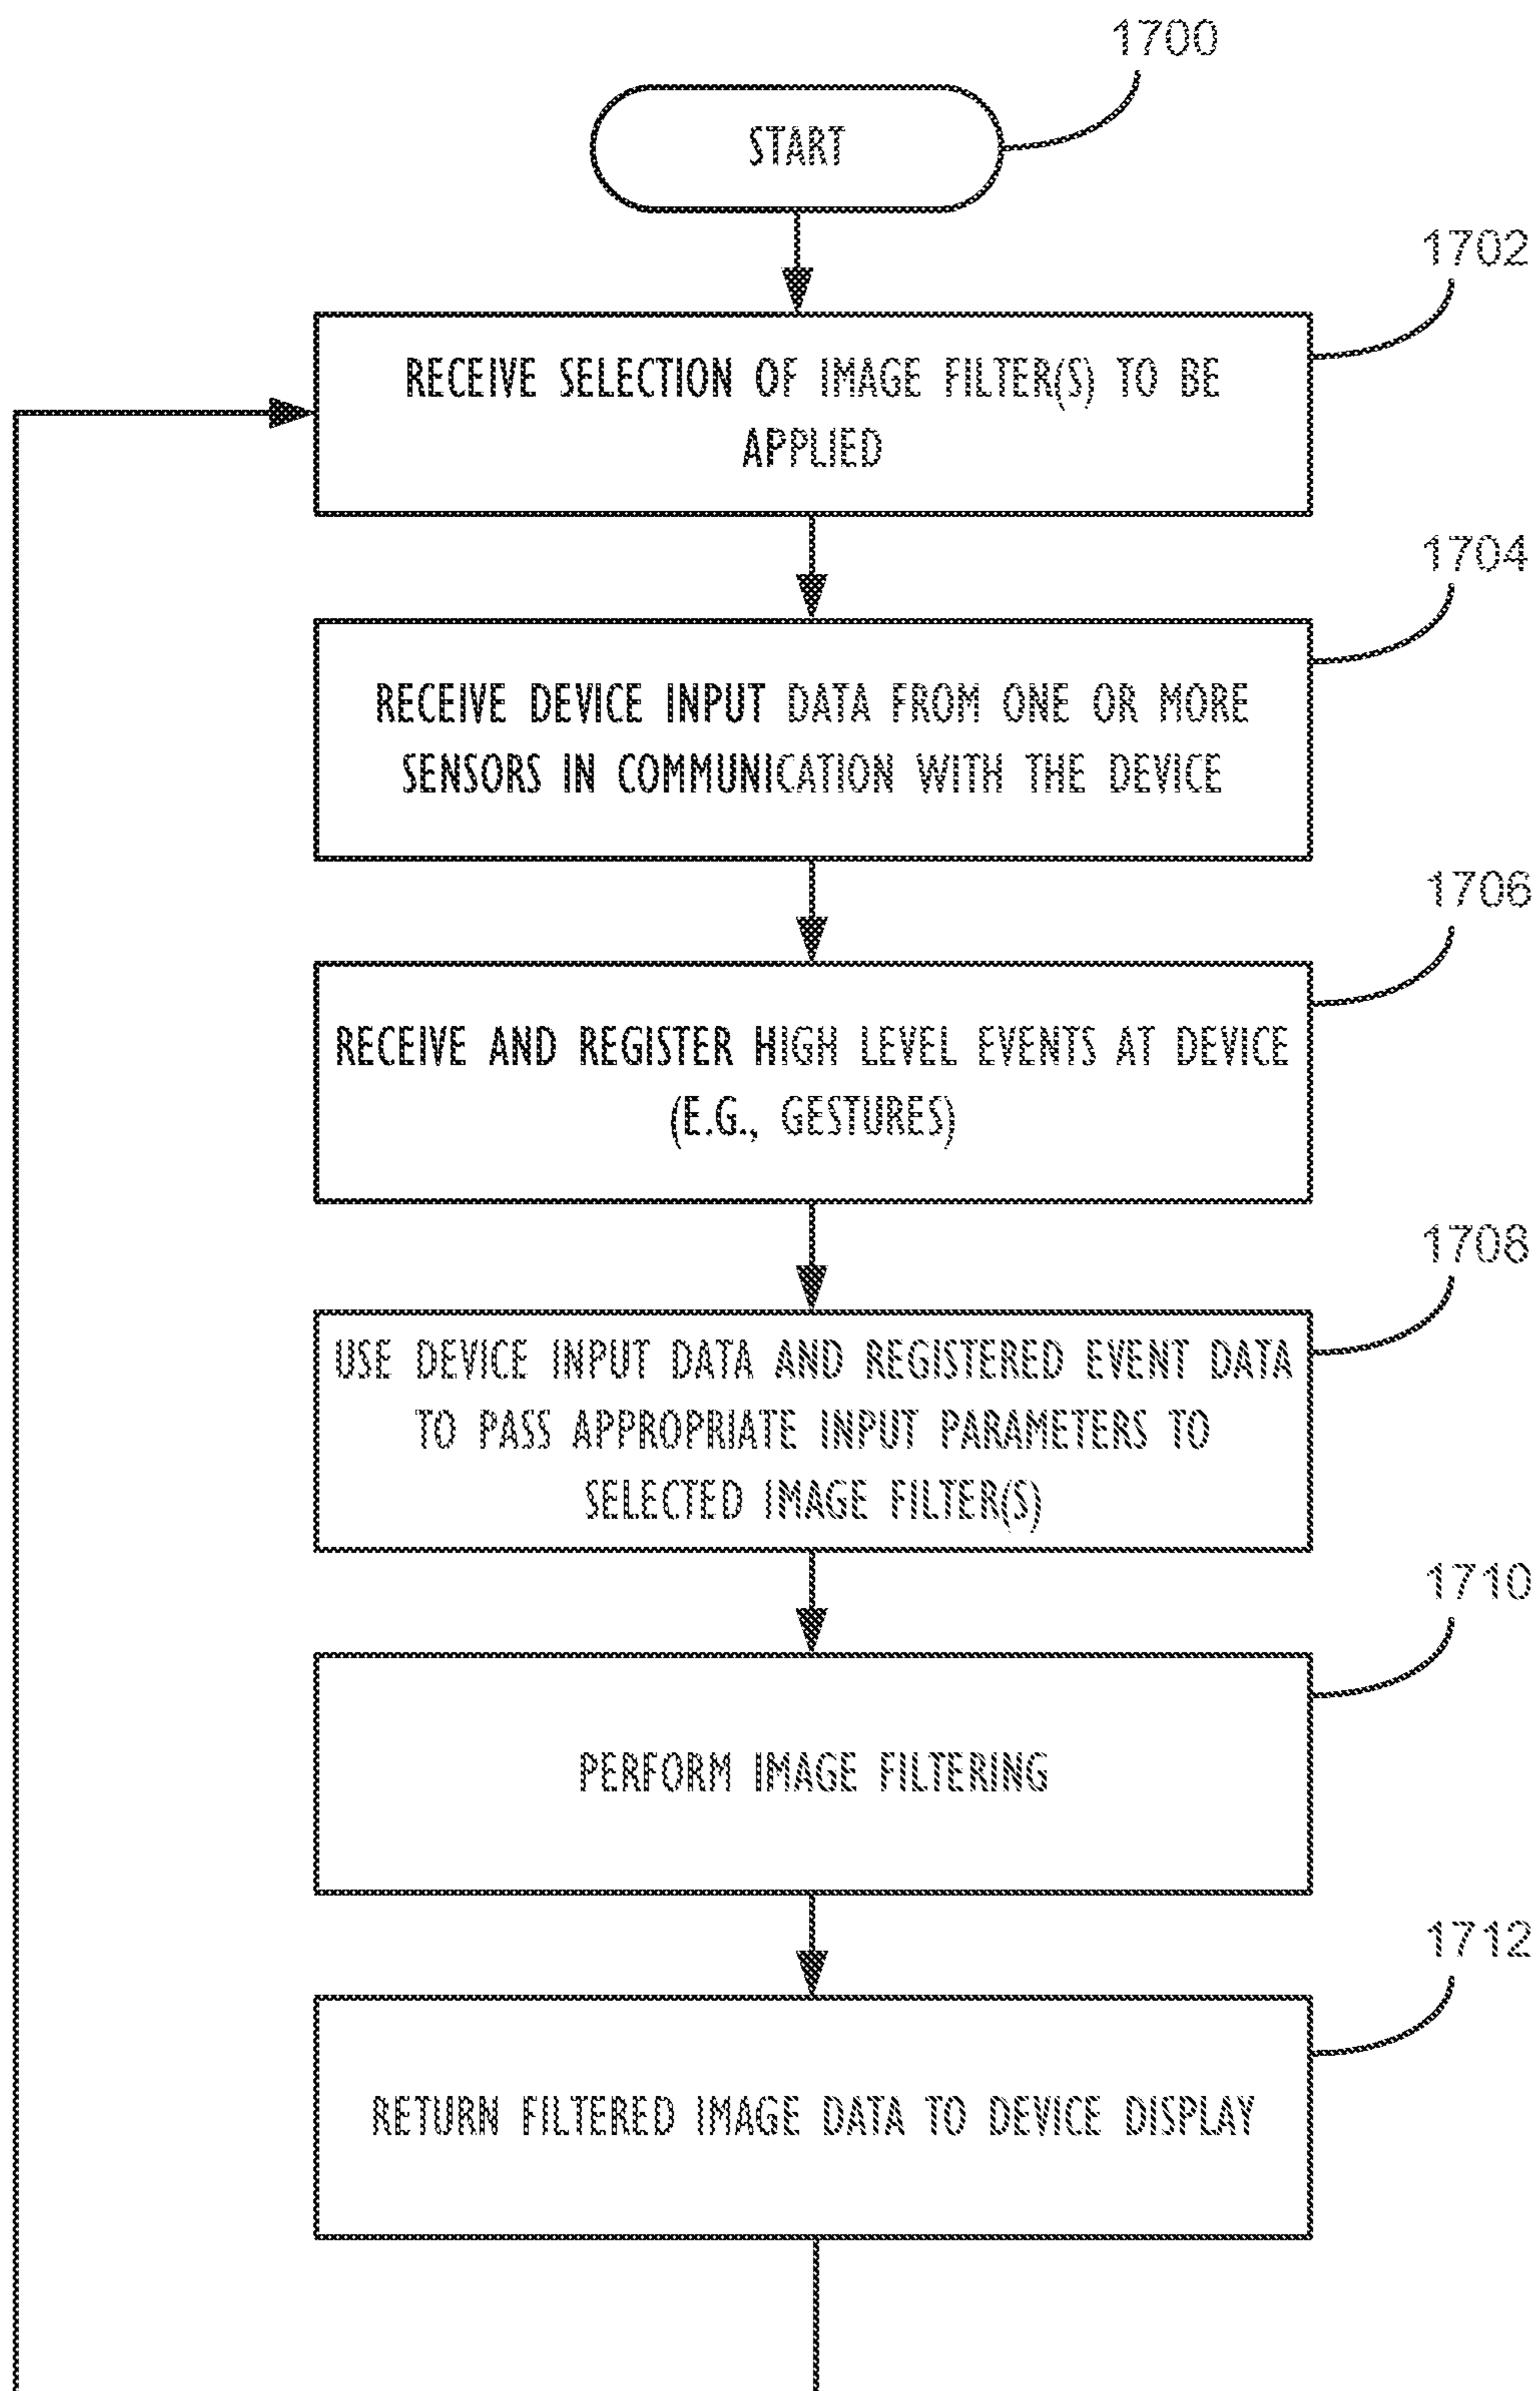 1700
START
1702
RECEIVE SELECTION OF IMAGE FILTER(S) TO BE
APPLIED
1704
RECEIVE DEVICE INPUT DATA FROM ONE OR MORE
SENSORS IN COMMUNICATION WITH THE DEVICE
1706
RECEIVE AND REGISTER HIGH LEVEL EVENTS AT DEVICE
(E.G., GESTURES)
1708
USE DEVICE INPUT DATA AND REGISTERED EVENT DATA
TO PASS APPROPRIATE INPUT PARAMETERS TO
SELECTED IMAGE FILTER(S)
1710
PERFORM IMAGE FILTERING
1712
RETURN FILTERED IMAGE DATA TO DEVICE DISPLAY